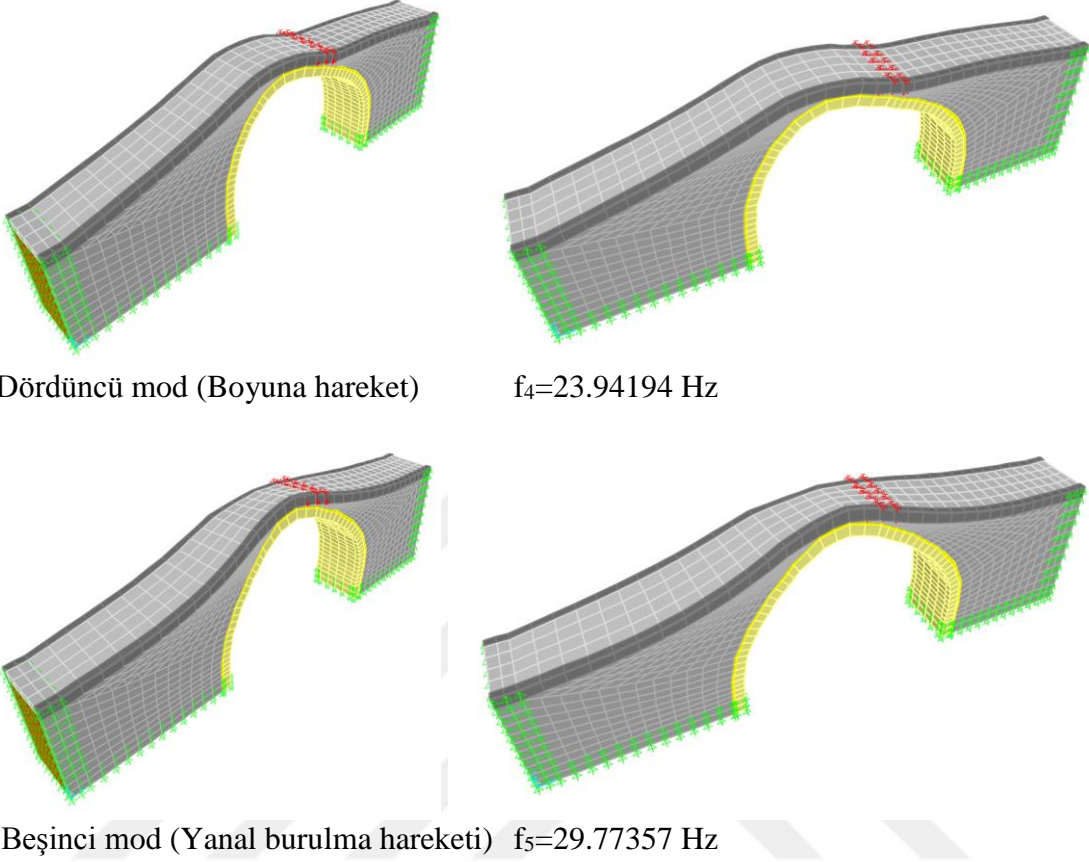 Dördüncü mod (Boyuna hareket) f₄=23.94194 Hz
Beşinci mod (Yanal burulma hareketi) f₅=29.77357 Hz